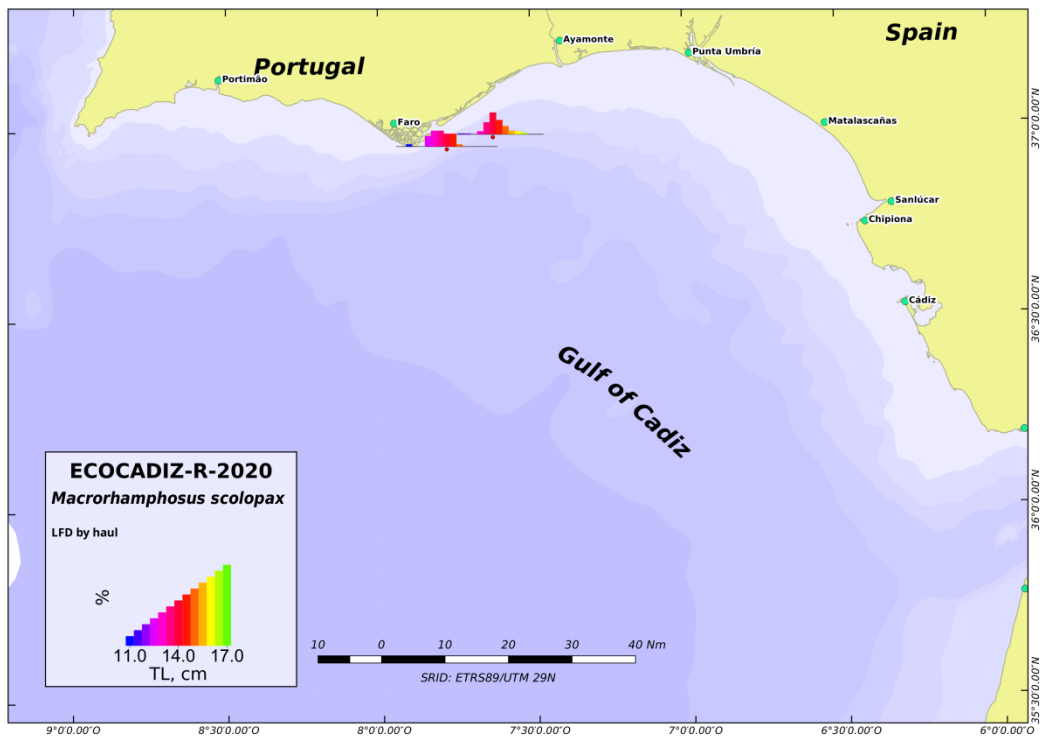 Spain
Ayamonte
Punta Umbría
Portugal
Portimão
Faro
Matalascañas
37°0'0.00"N
Sanlúcar
Chipiona
Cádiz
36°30'0.00"N
Gulf of Cadiz
ECOCADIZ-R-2020
Macrorhamphosus scolopax
LFD by haul
%
11.0 14.0 17.0
TL, cm
36°0'0.00"N
10 0 10 20 30 40 Nm
SRID: ETRS89/UTM 29N
35°30'0.00"N
9°0'0.00"O 8°30'0.00"O 8°0'0.00"O 7°30'0.00"O 7°0'0.00"O 6°30'0.00"O 6°0'0.00"O